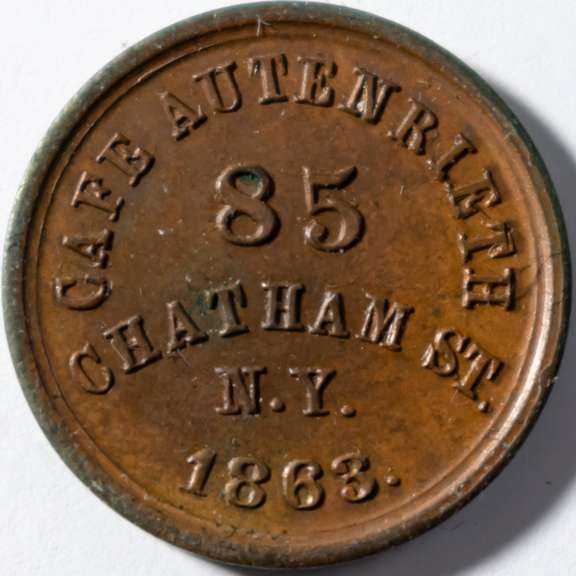 CAFE AUTENRIETH
85
CHATHAM ST.
N.Y.
1863.